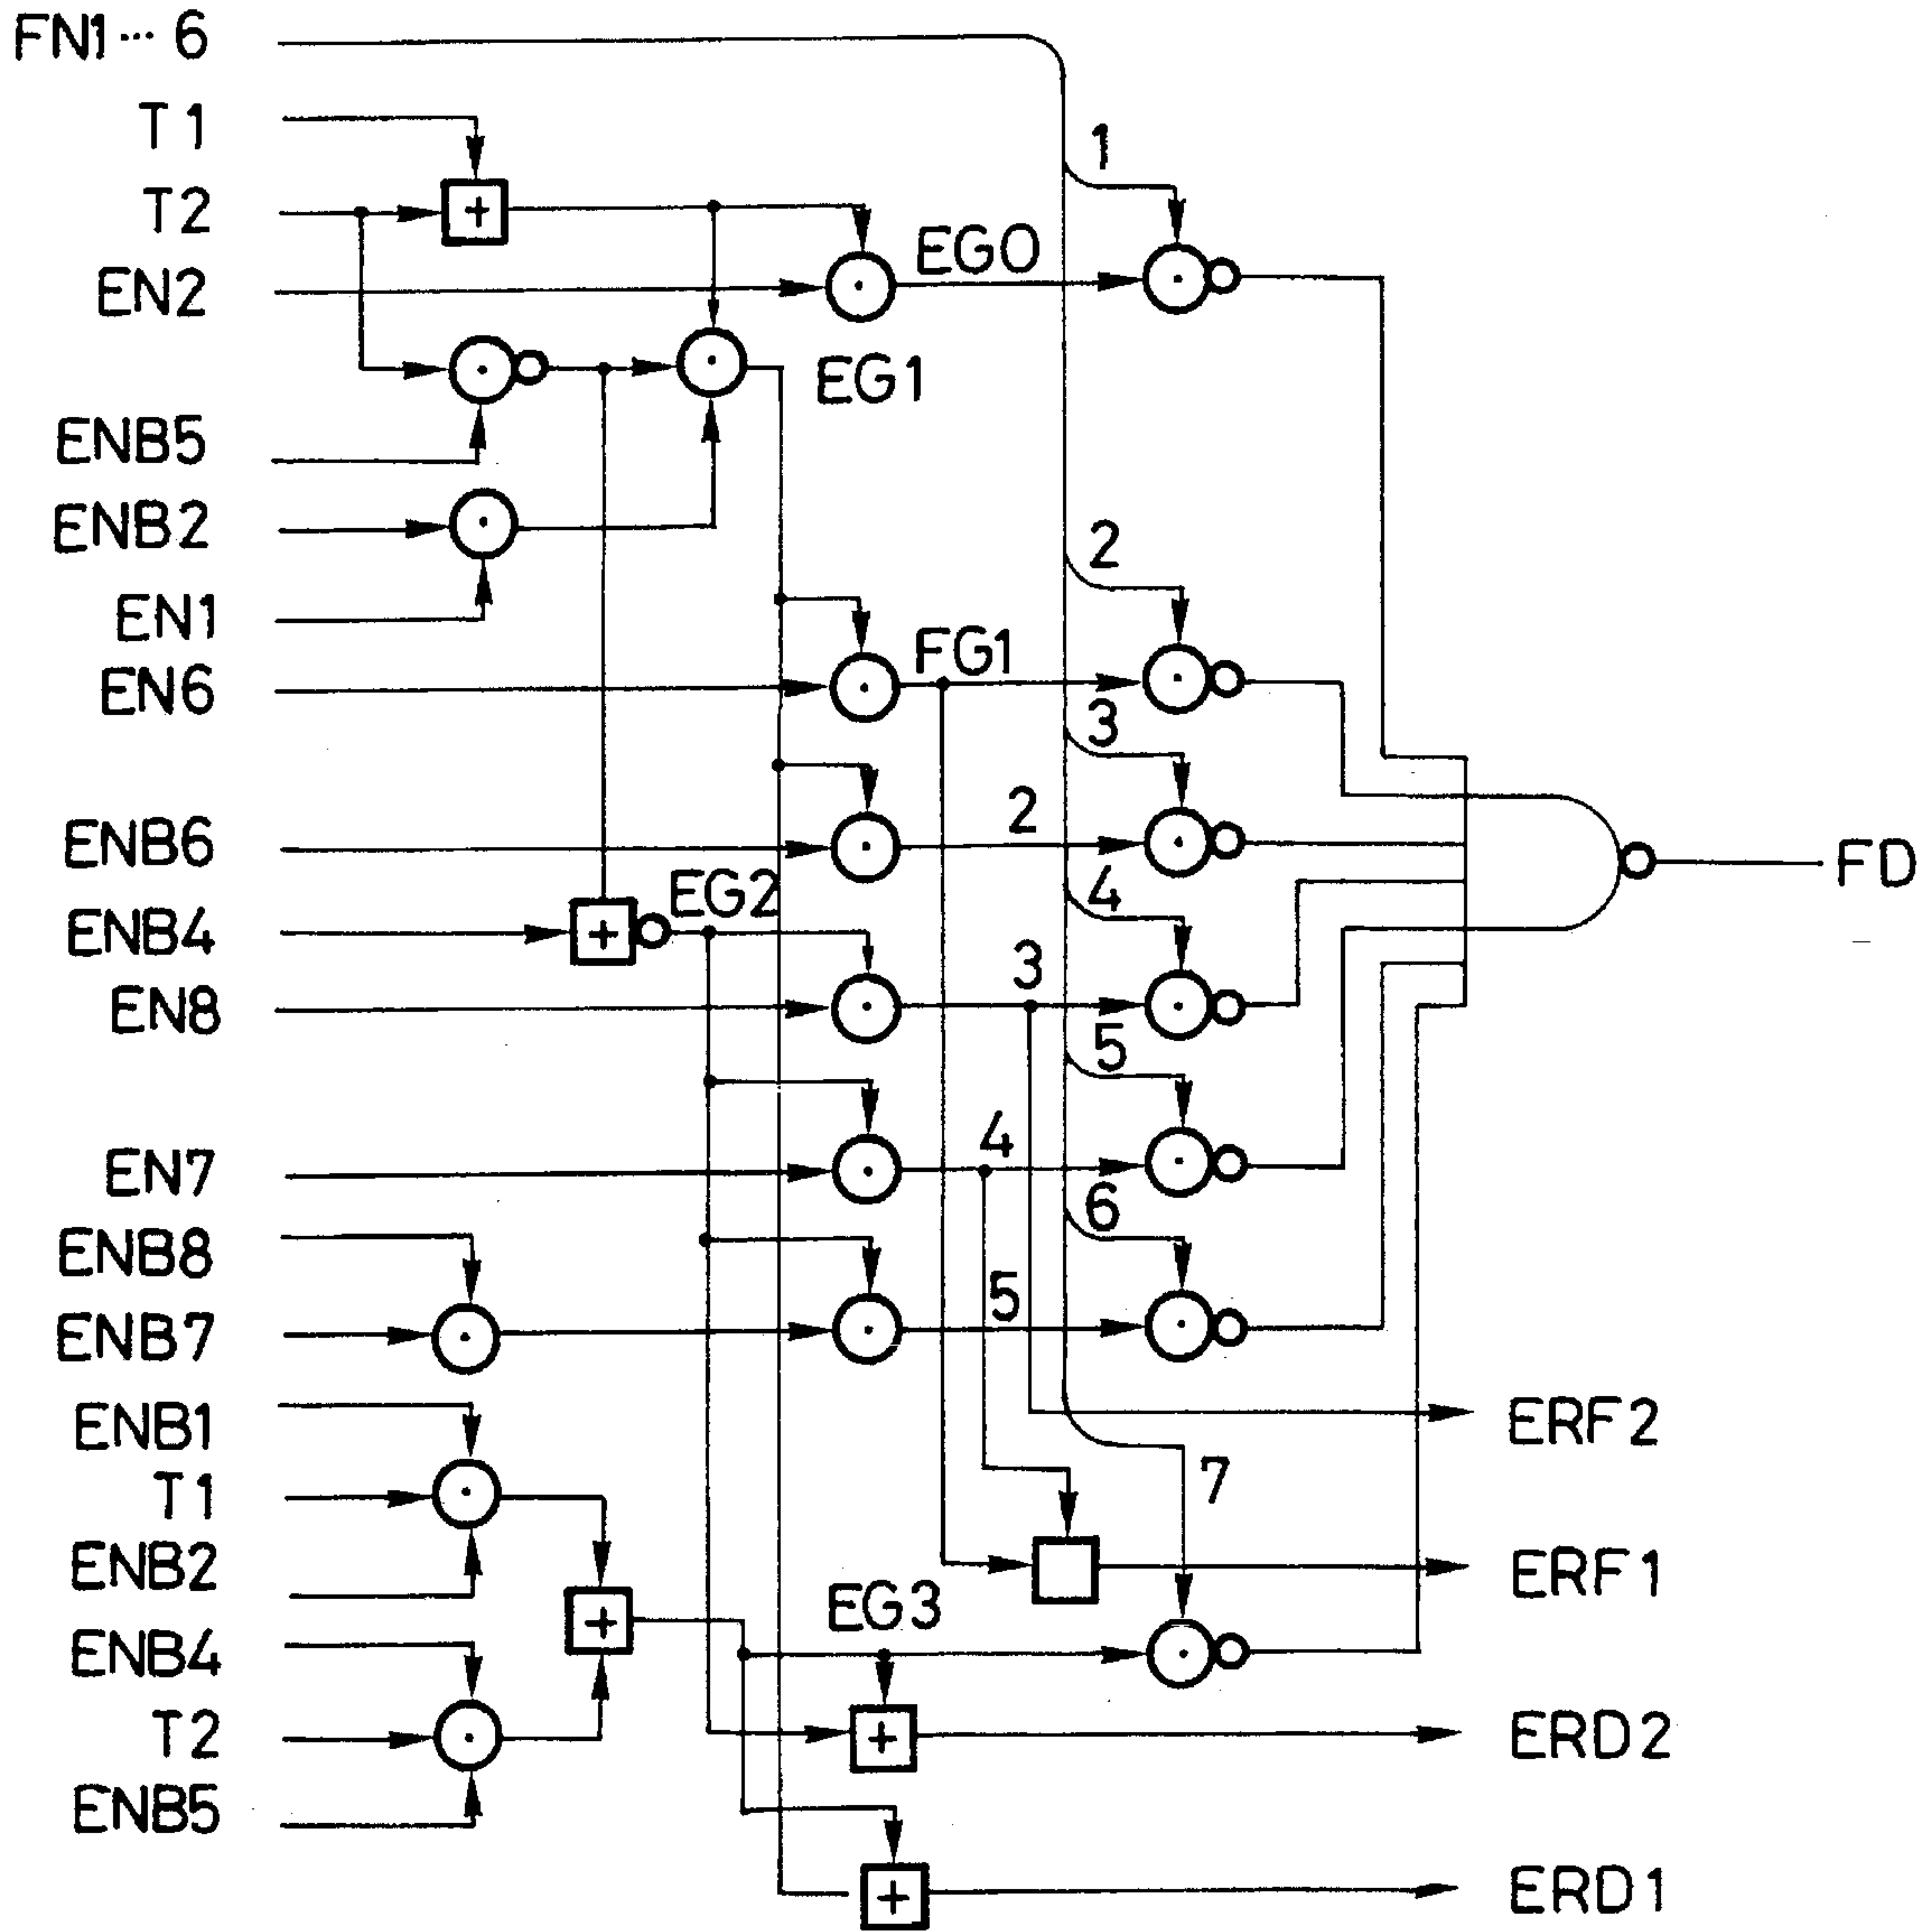 FN1... 6
T1
1
T2
EG0
EN2
EG1
ENB5
ENB2
2
EN1
FG1
EN6
3
2
ENB6
FD
EG2
4
ENB4
3
EN8
5
4
EN7
6
ENB8
5
ENB7
ENB1
ERF2
T1
7
ENB2
ERF1
EG3
ENB4
T2
ERD2
ENB5
ERD1